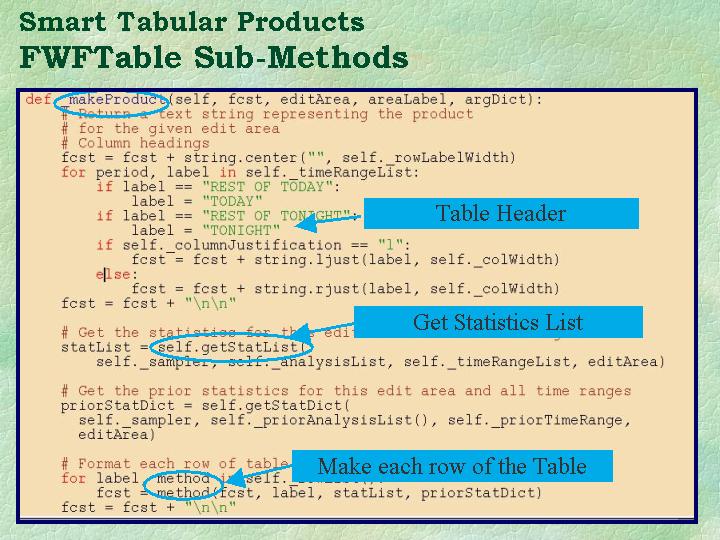 Smart Tabular Products
FWFTable Sub-Methods
def _makeProduct(self, fcst, editArea, areaLabel, argDict):
# Return a text string representing the product
# for the given edit area
# Column headings
fcst = fcst + string.center("", self._rowLabelWidth)
for period, label in self._timeRangeList:
if label == "REST OF TODAY":
label = "TODAY"
if label == "REST OF TONIGHT":
label = "TONIGHT"
Table Header
if self._columnJustification == "l":
fcst = fcst + string.ljust(label, self._colWidth)
else:
fcst = fcst + string.rjust(label, self._colWidth)
fcst = fcst + "\n\n"
Get Statistics List
# Get the statistics for this edi
statList = self.getStatList(
self._sampler, self._analysisList, self._timeRangeList, editArea)
# Get the prior statistics for this edit area and all time ranges
priorStatDict = self.getStatDict(
self._sampler, self._priorAnalysisList(), self._priorTimeRange,
editArea)
# Format each row of table
Make each row of the Table
for label, method in self._rowList():
fcst = method(fcst, label, statList, priorStatDict)
fcst = fcst + "\n\n"